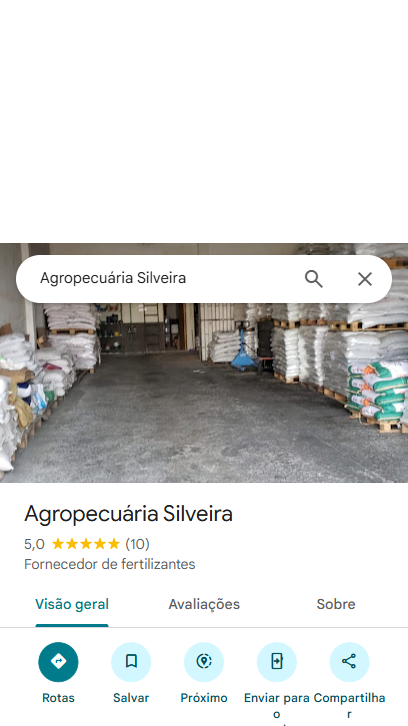 Agropecuária Silveira
Agropecuária Silveira
5,0 (10)
Fornecedor de fertilizantes
Visão geral Avaliações Sobre
Rotas Salvar Próximo Enviar para o Compartilhar